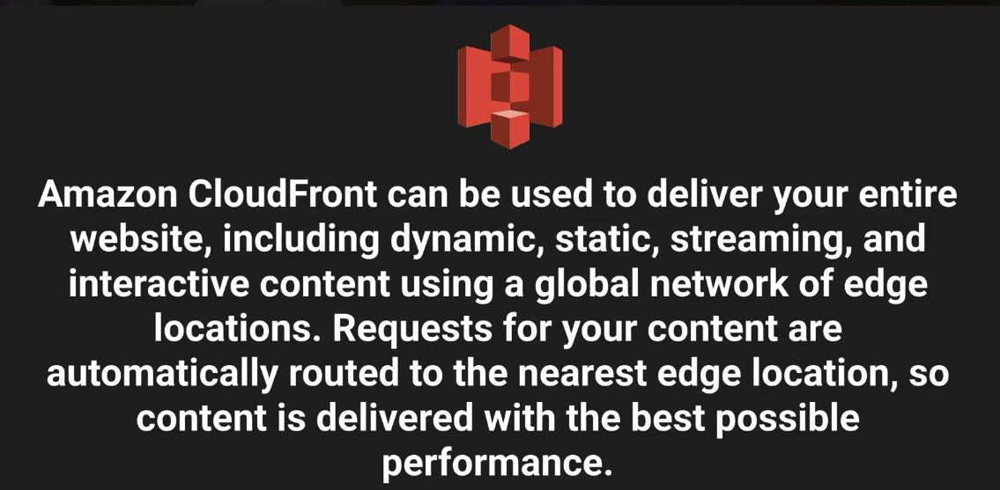 Amazon CloudFront can be used to deliver your entire
website, including dynamic, static, streaming, and
interactive content using a global network of edge
locations. Requests for your content are
automatically routed to the nearest edge location, so
content is delivered with the best possible
performance.